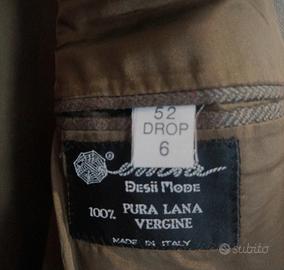 52
DROP
6
Desii Mode
100% PURA LANA
VERGINE
MADE IN ITALY
subito